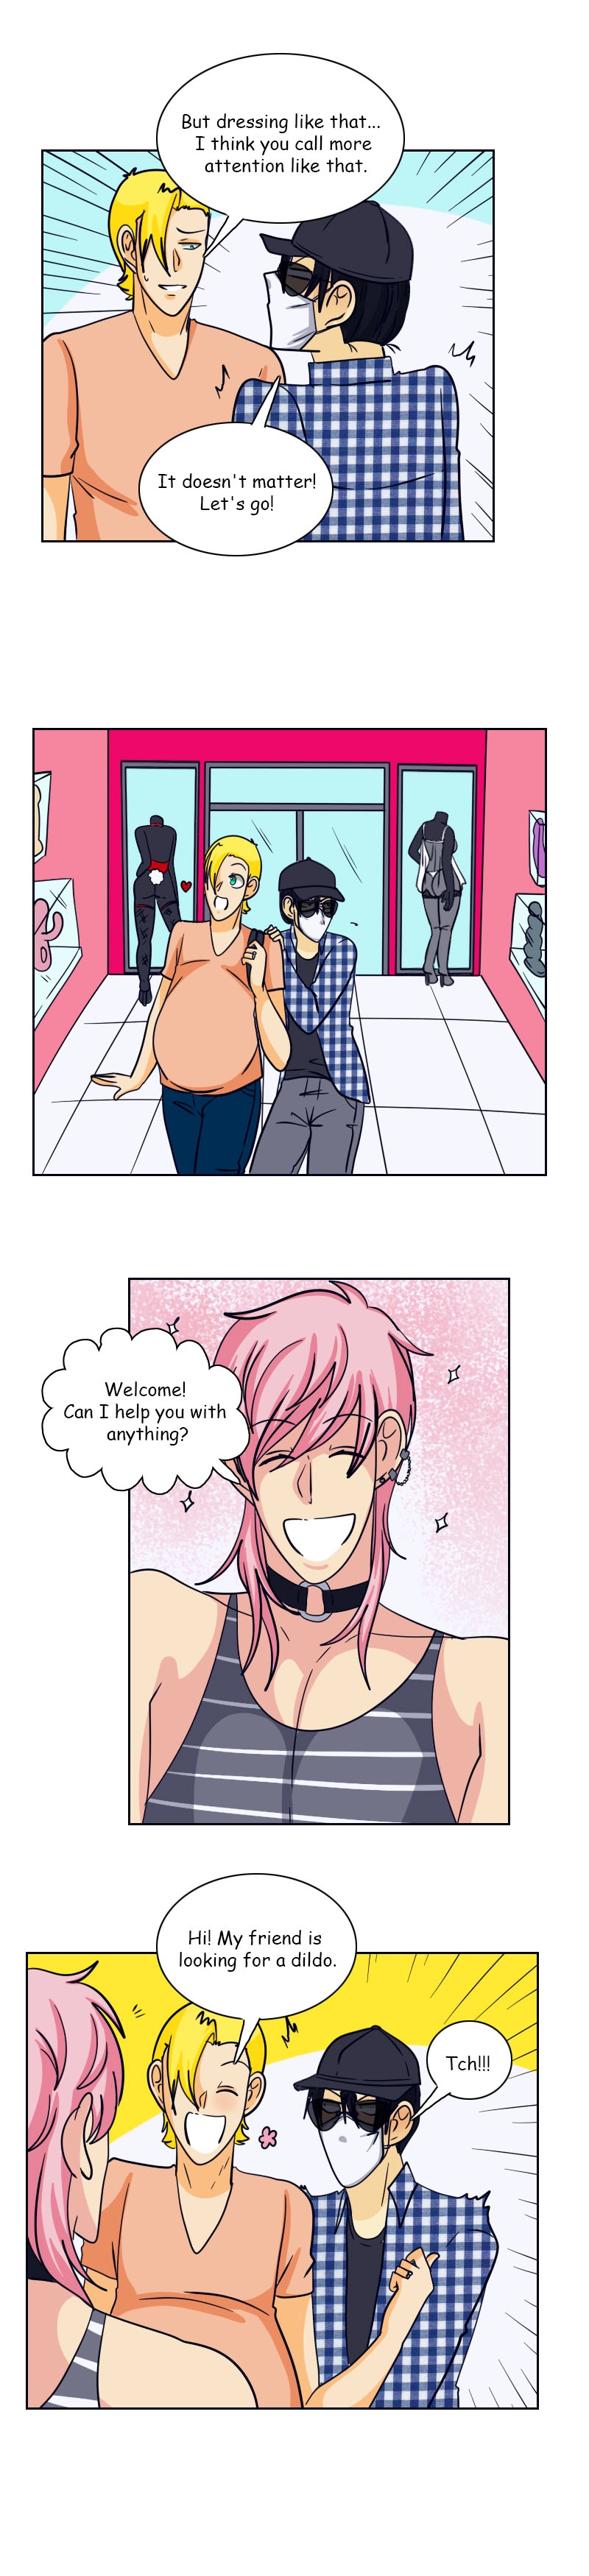 But dressing like that...
I think you call more
attention like that.
It doesn't matter!
Let's go!
Welcome!
Can I help you with
anything?
Hi! My friend is
looking for a dildo.
Tch!!!